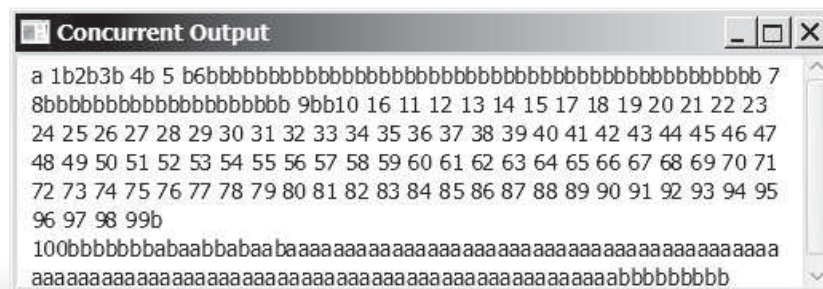 Concurrent Output
a 1b2b3b 4b 5 b6bbbbbbbbbbbbbbbbbbbbbbbbbbbbbbbbbbbbbbbbbbbb 7
8bbbbbbbbbbbbbbbbbbbb 9bb10 16 11 12 13 14 15 17 18 19 20 21 22 23
24 25 26 27 28 29 30 31 32 33 34 35 36 37 38 39 40 41 42 43 44 45 46 47
48 49 50 51 52 53 54 55 56 57 58 59 60 61 62 63 64 65 66 67 68 69 70 71
72 73 74 75 76 77 78 79 80 81 82 83 84 85 86 87 88 89 90 91 92 93 94 95
96 97 98 99b
100bbbbbbbabaabbabaabaaaaaaaaaaaaaaaaaaaaaaaaaaaaaaaaaaaaaaaaaa
aaaaaaaaaaaaaaaaaaaaaaaaaaaaaaaaaaaaaaaaaaaaaaaaaabbbbbbbbb